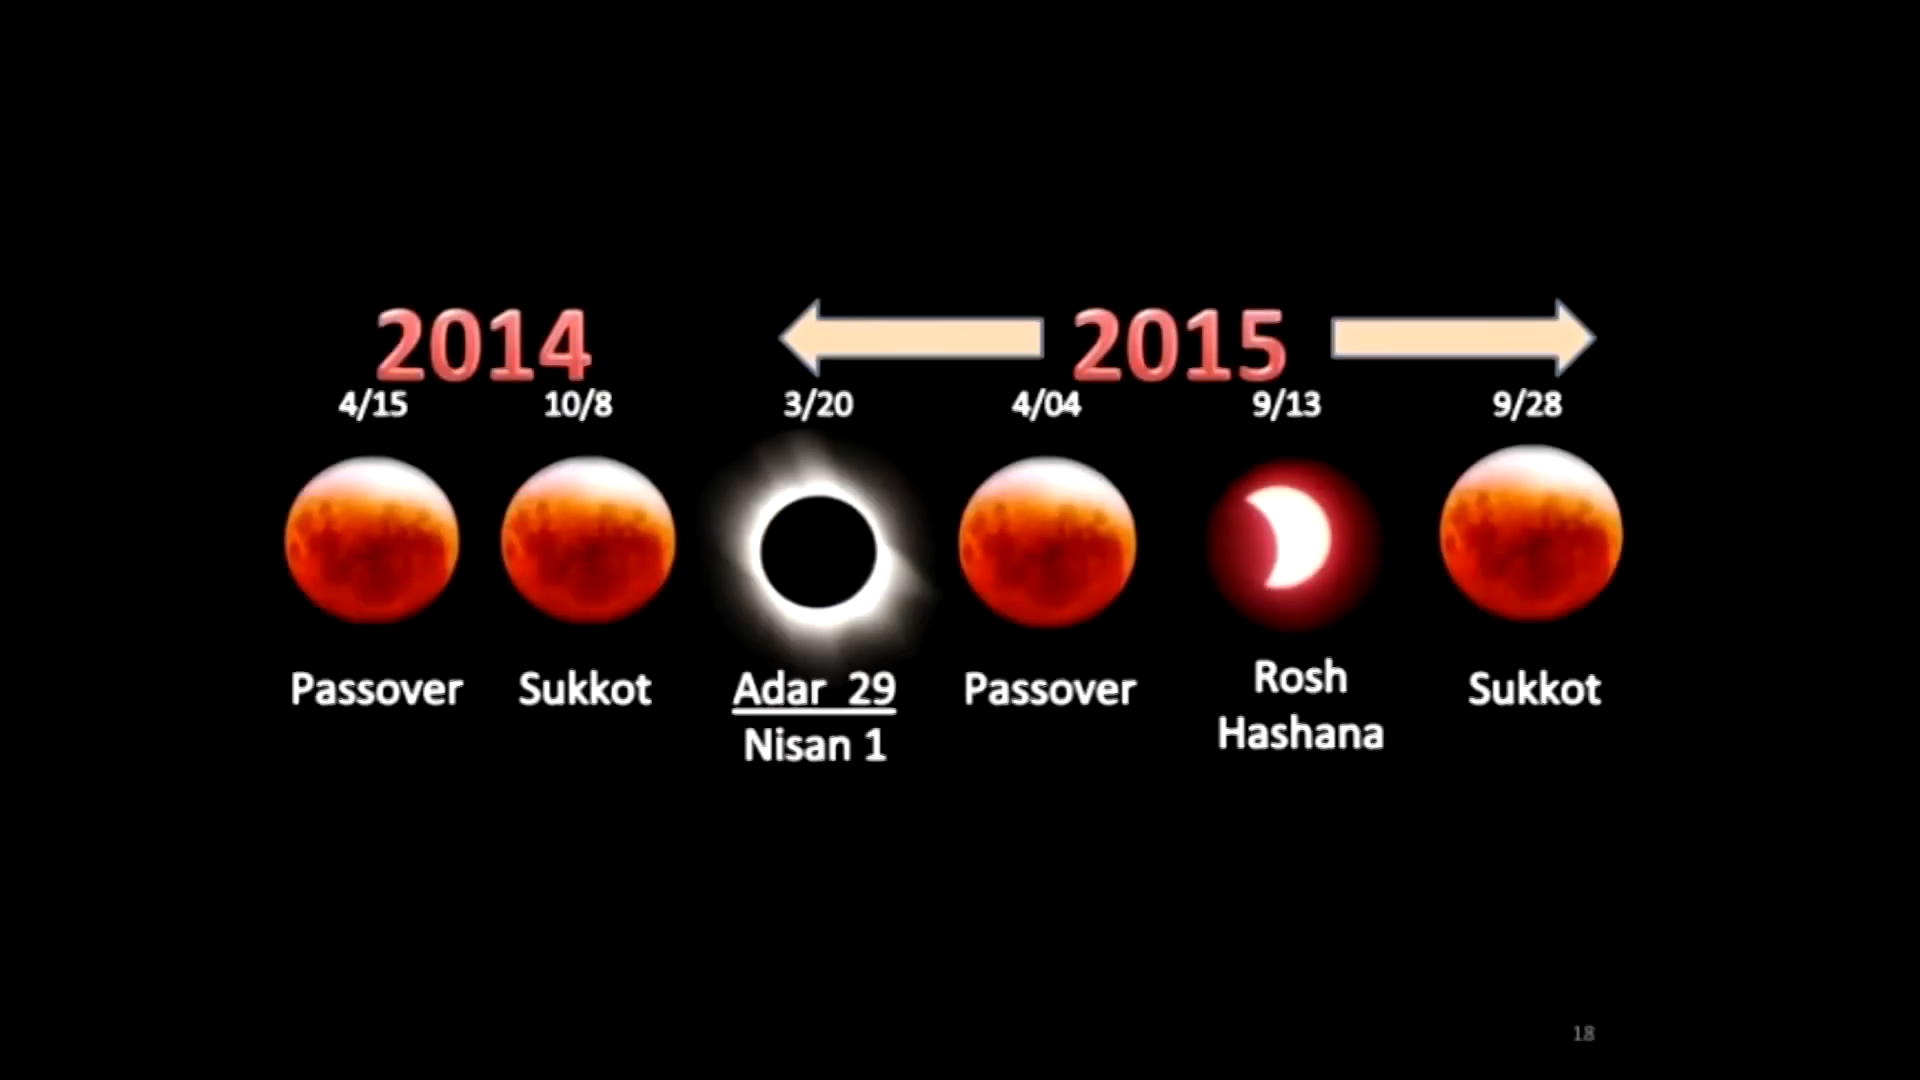 2014 2015
4/15 10/8 3/20 4/04 9/13 9/28
Passover Sukkot Adar 29 Passover Rosh Sukkot
Nisan 1 Hashana
18